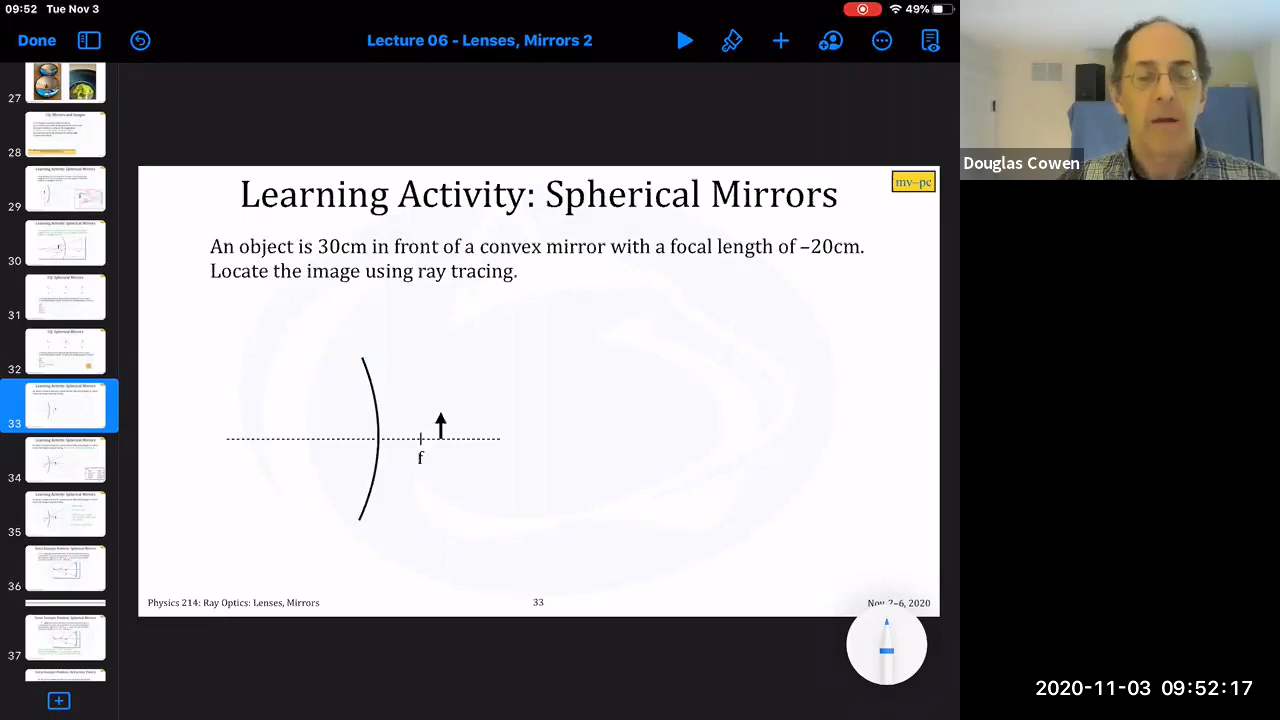 09:52 Tue Nov 3
49%
Done
Lecture 06 - Lenses, Mirrors 2
27
28
29
30
31
32
33
34
35
36
37
Learning Activity: Spherical Mirrors
mv–pc
An object is 30cm in front of a convex mirror with a focal length of –20cm.
Locate the image using ray tracing.
f
Physics 214: Ray Optics: Lenses, Mirrors
33
Nov 2–6, 2020
Douglas Cowen
2020-11-03 09:52:17